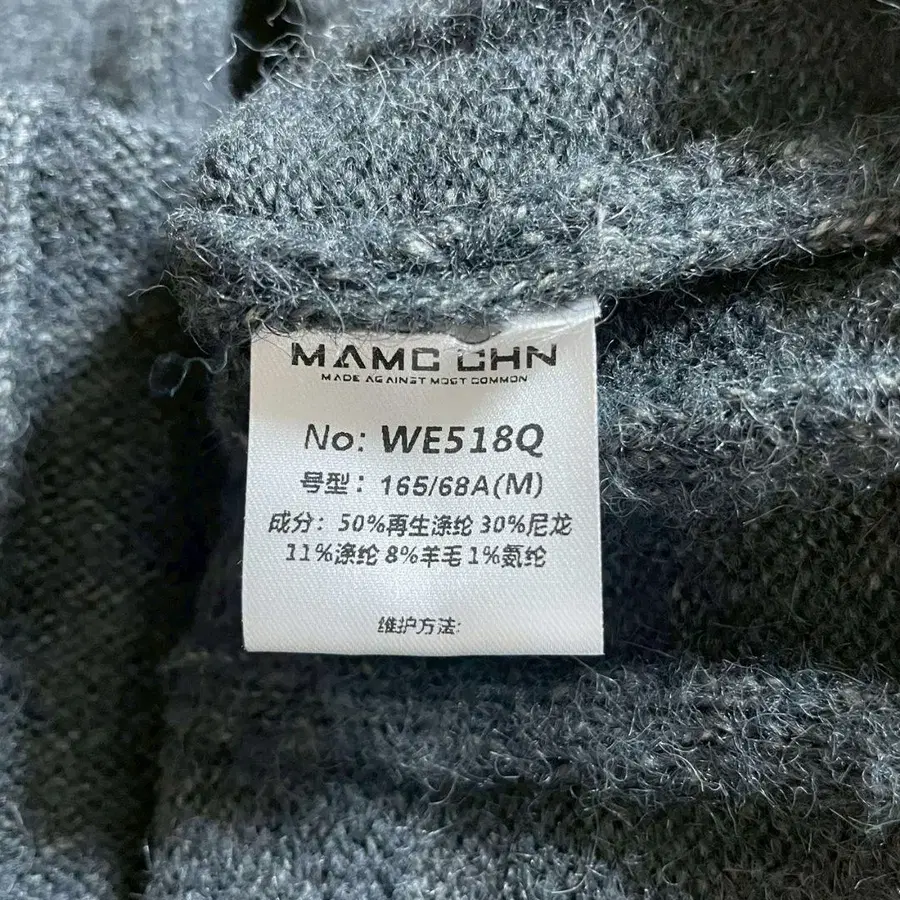 MAMC CHN
MADE AGAINST MOST COMMON
No: WE518Q
号型：165/68A(M)
成分：50%再生涤纶 30%尼龙
11%涤纶 8%羊毛 1%氨纶
维护方法: